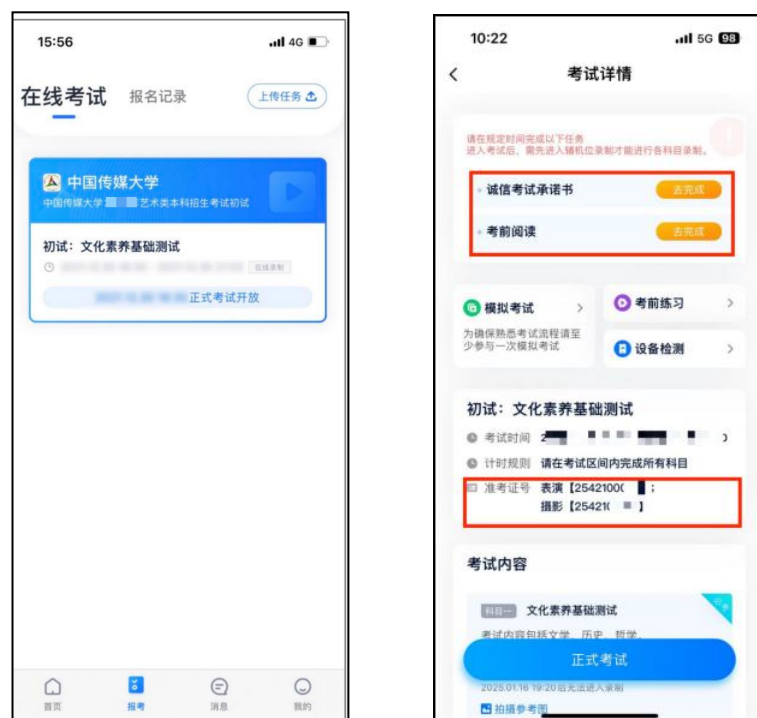 15:56
4G
在线考试 报名记录 上传任务
中国传媒大学
中国传媒大学 艺术类本科招生考试初试
初试：文化素养基础测试
在线录制
正式考试开放
首页 报考 消息 我的
10:22
5G 98
考试详情
请在规定时间完成以下任务
进入考试后，需先进入辅机位录制才能进行各科目录制。
诚信考试承诺书 去完成
考前阅读 去完成
模拟考试
为确保熟悉考试流程请至
少参与一次模拟考试
考前练习
设备检测
初试：文化素养基础测试
考试时间 2
计时规则 请在考试区间内完成所有科目
准考证号 表演【2542100(；
摄影【25421( 】
考试内容
科目一 文化素养基础测试
考试内容包括文学、历史、哲学、
正式考试
2025.01.16 19:20后无法进入录制
拍摄参考图